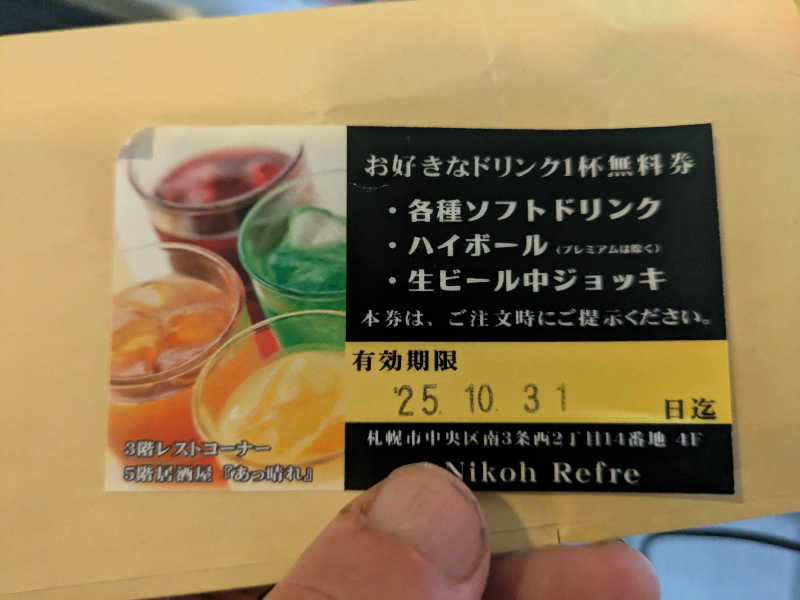 お好きなドリンク1杯無料券
・各種ソフトドリンク
・ハイボール（プレミアムは除く）
・生ビール中ジョッキ
本券は、ご注文時にご提示ください。
有効期限
'25. 10. 31
日迄
札幌市中央区南3条西2丁目14番地 4F
Nikoh Refre
3階レストコーナー
5階居酒屋『あっ晴れ』